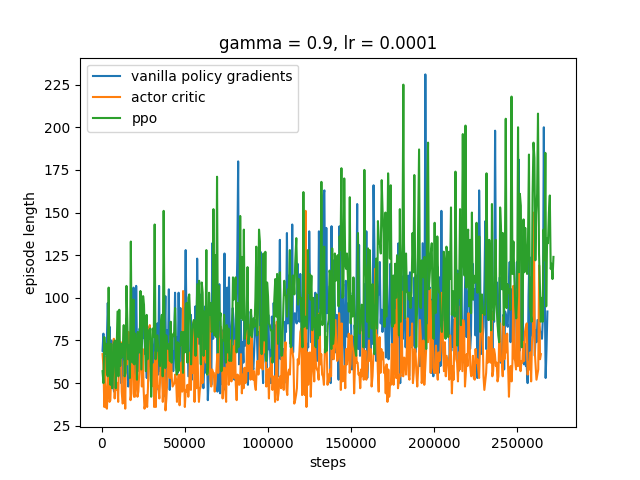 gamma = 0.9, lr = 0.0001
vanilla policy gradients
actor critic
ppo
episode length
225
200
175
150
125
100
75
50
25
0 50000 100000 150000 200000 250000
steps